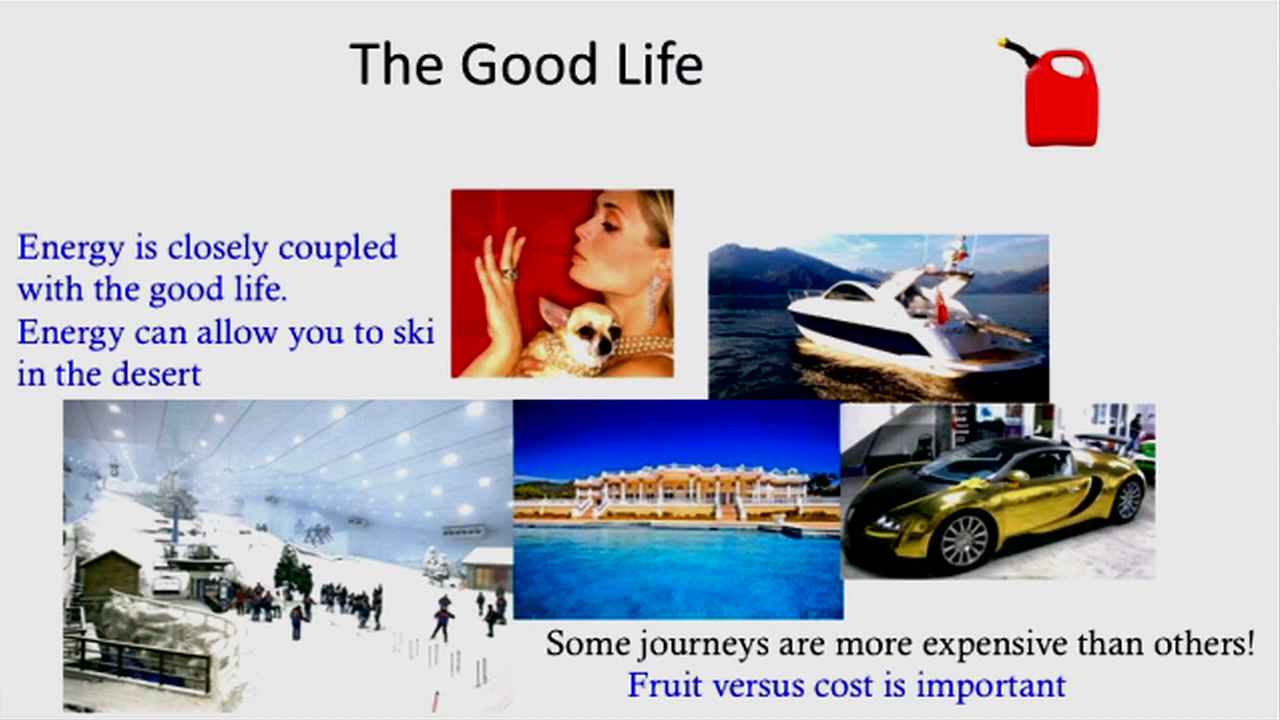 The Good Life
Energy is closely coupled
with the good life.
Energy can allow you to ski
in the desert
Some journeys are more expensive than others!
Fruit versus cost is important